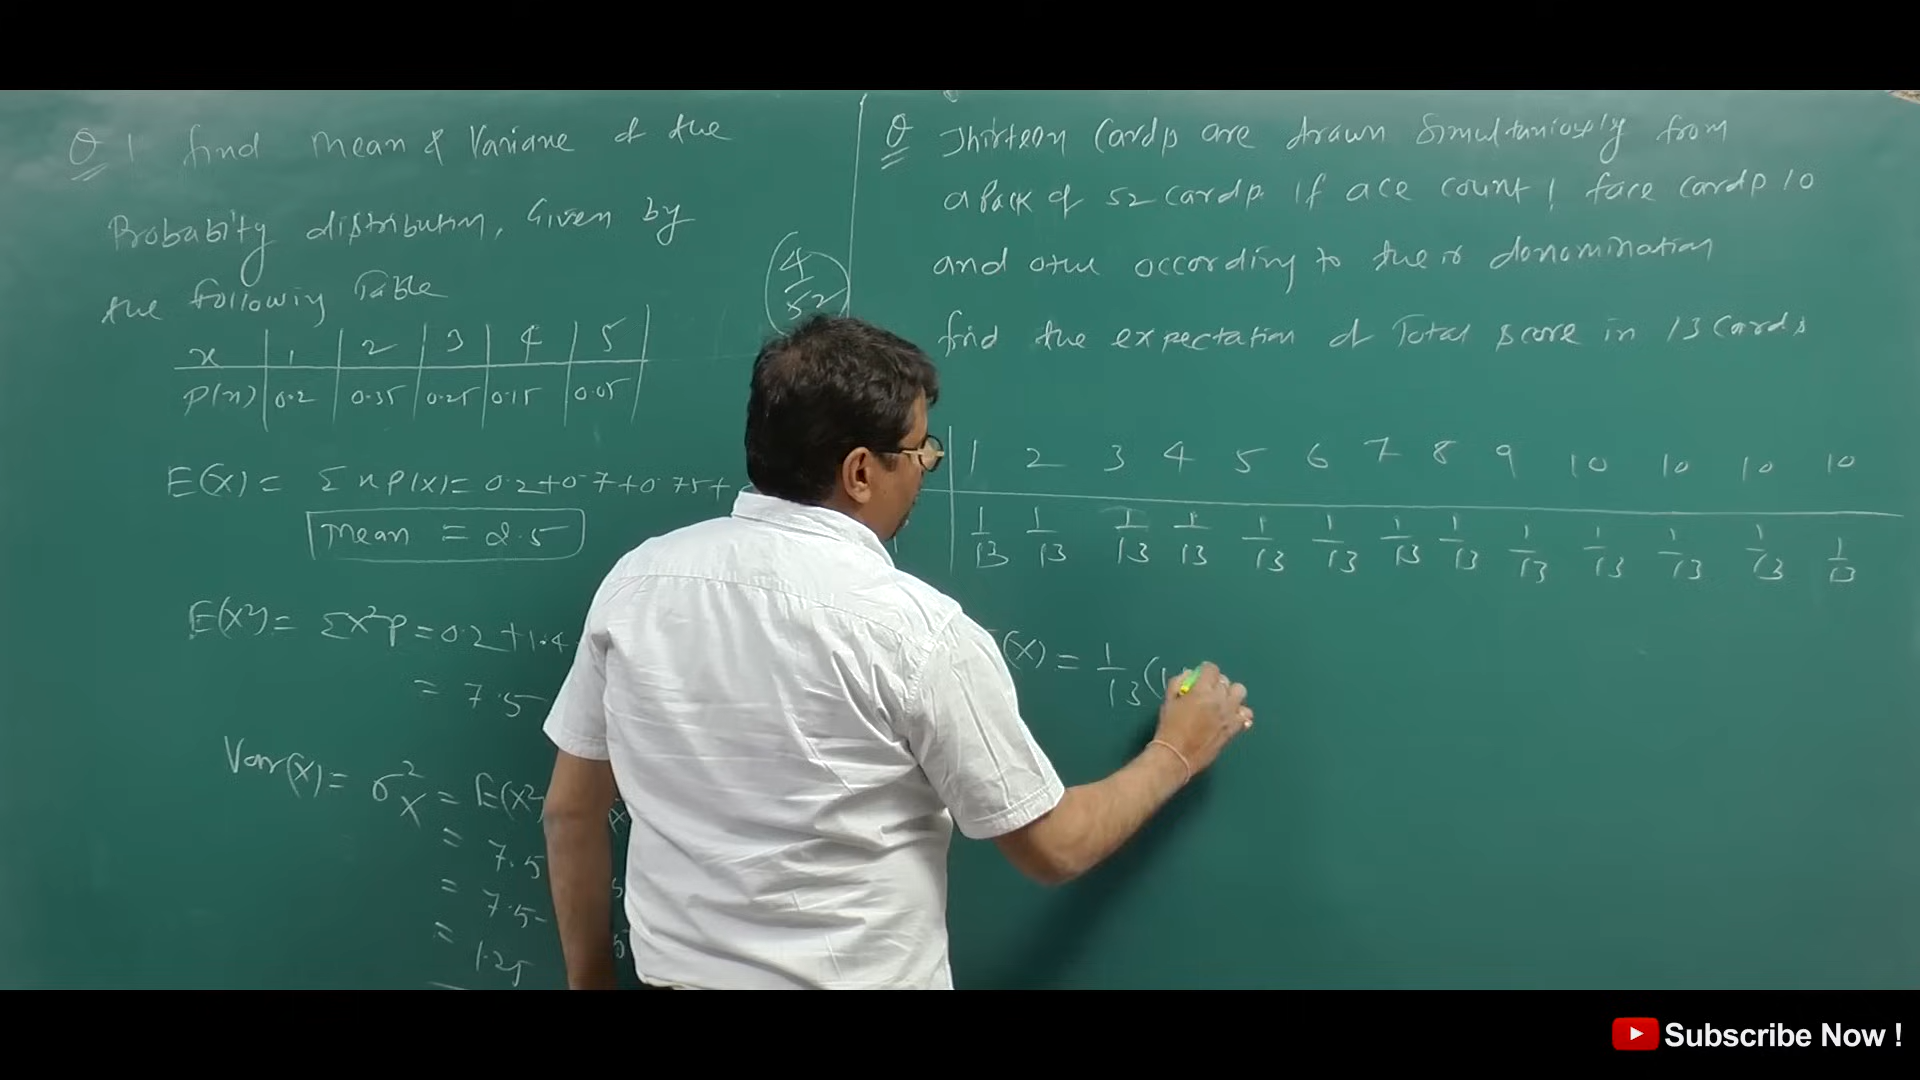 Q 1 find Mean & Variane of the
Probability distribution, Given by
the following Table
x 1 2 3 4 5
P(x) 0.2 0.35 0.25 0.15 0.05
E(X) = Σ x P(x) = 0.2+0.7+0.75+
Mean = 2.5
E(X²) = Σx²p = 0.2+1.4
= 7.5
Var(X) = σ²x = E(X²)
= 7.5
= 7.5-
= 1.25
4/52
Q Thirteen Cards are drawn Simultaniously from
a Pack of 52 cards. If ace count 1 face cards 10
and othe according to their donomination
find the expectation of Total score in 13 Cards
1 2 3 4 5 6 7 8 9 10 10 10 10
1/13 1/13 1/13 1/13 1/13 1/13 1/13 1/13 1/13 1/13 1/13 1/13 1/13
(X) = 1/13 (1
Subscribe Now !